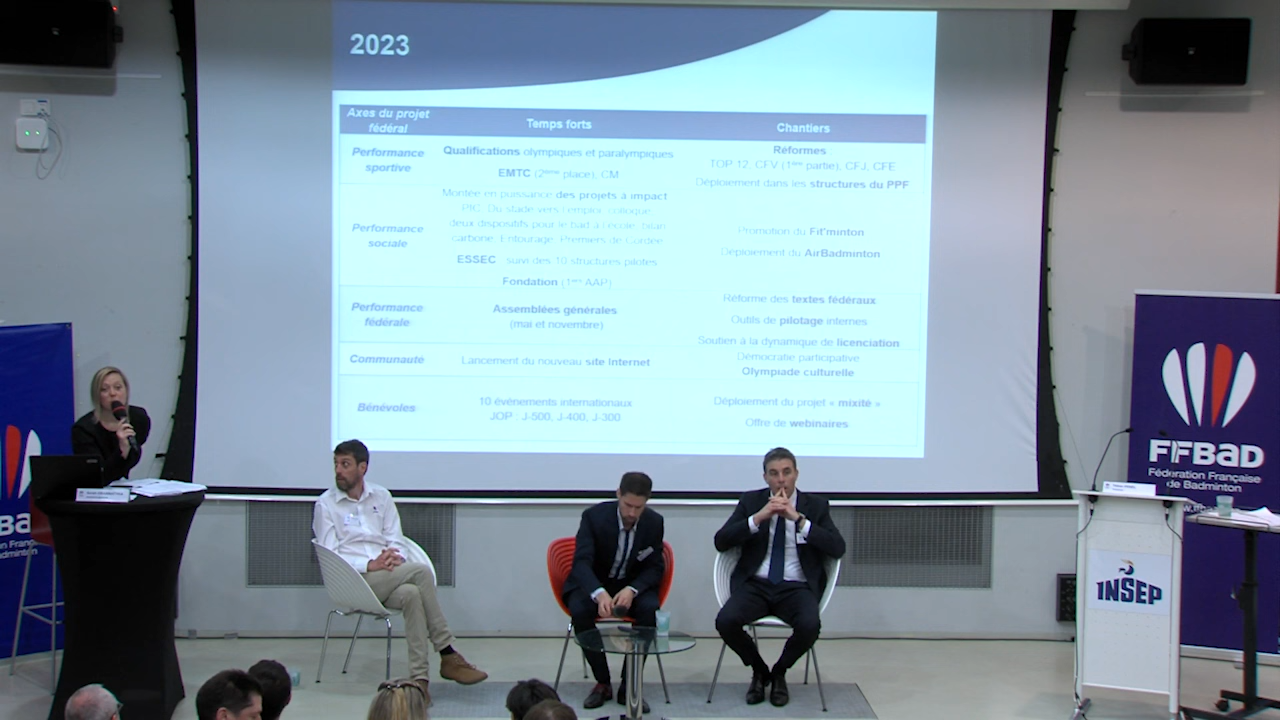 2023
Axes du projet
fédéral
Temps forts
Chantiers
Performance
sportive
Qualifications olympiques et paralympiques
EMTC (2ème place), CM
Réformes
TOP 12, CFV (1ère partie), CFJ, CFE
Déploiement dans les structures du PPF
Performance
sociale
Montée en puissance des projets à impact
PIC, Du stade vers l'emploi, colloque,
deux dispositifs pour le bad à l'école, bilan
carbone, Entourage, Premiers de Cordée
ESSEC : suivi des 10 structures pilotes
Fondation (1er AAP)
Promotion du Fit'minton
Déploiement du AirBadminton
Performance
fédérale
Assemblées générales
(mai et novembre)
Réforme des textes fédéraux
Outils de pilotage internes
Soutien à la dynamique de licenciation
Communauté
Lancement du nouveau site Internet
Démocratie participative
Olympiade culturelle
Bénévoles
10 évènements internationaux
JOP : J-500, J-400, J-300
Déploiement du projet « mixité »
Offre de webinaires
FFBaD
Fédération Française
de Badminton
INSEP